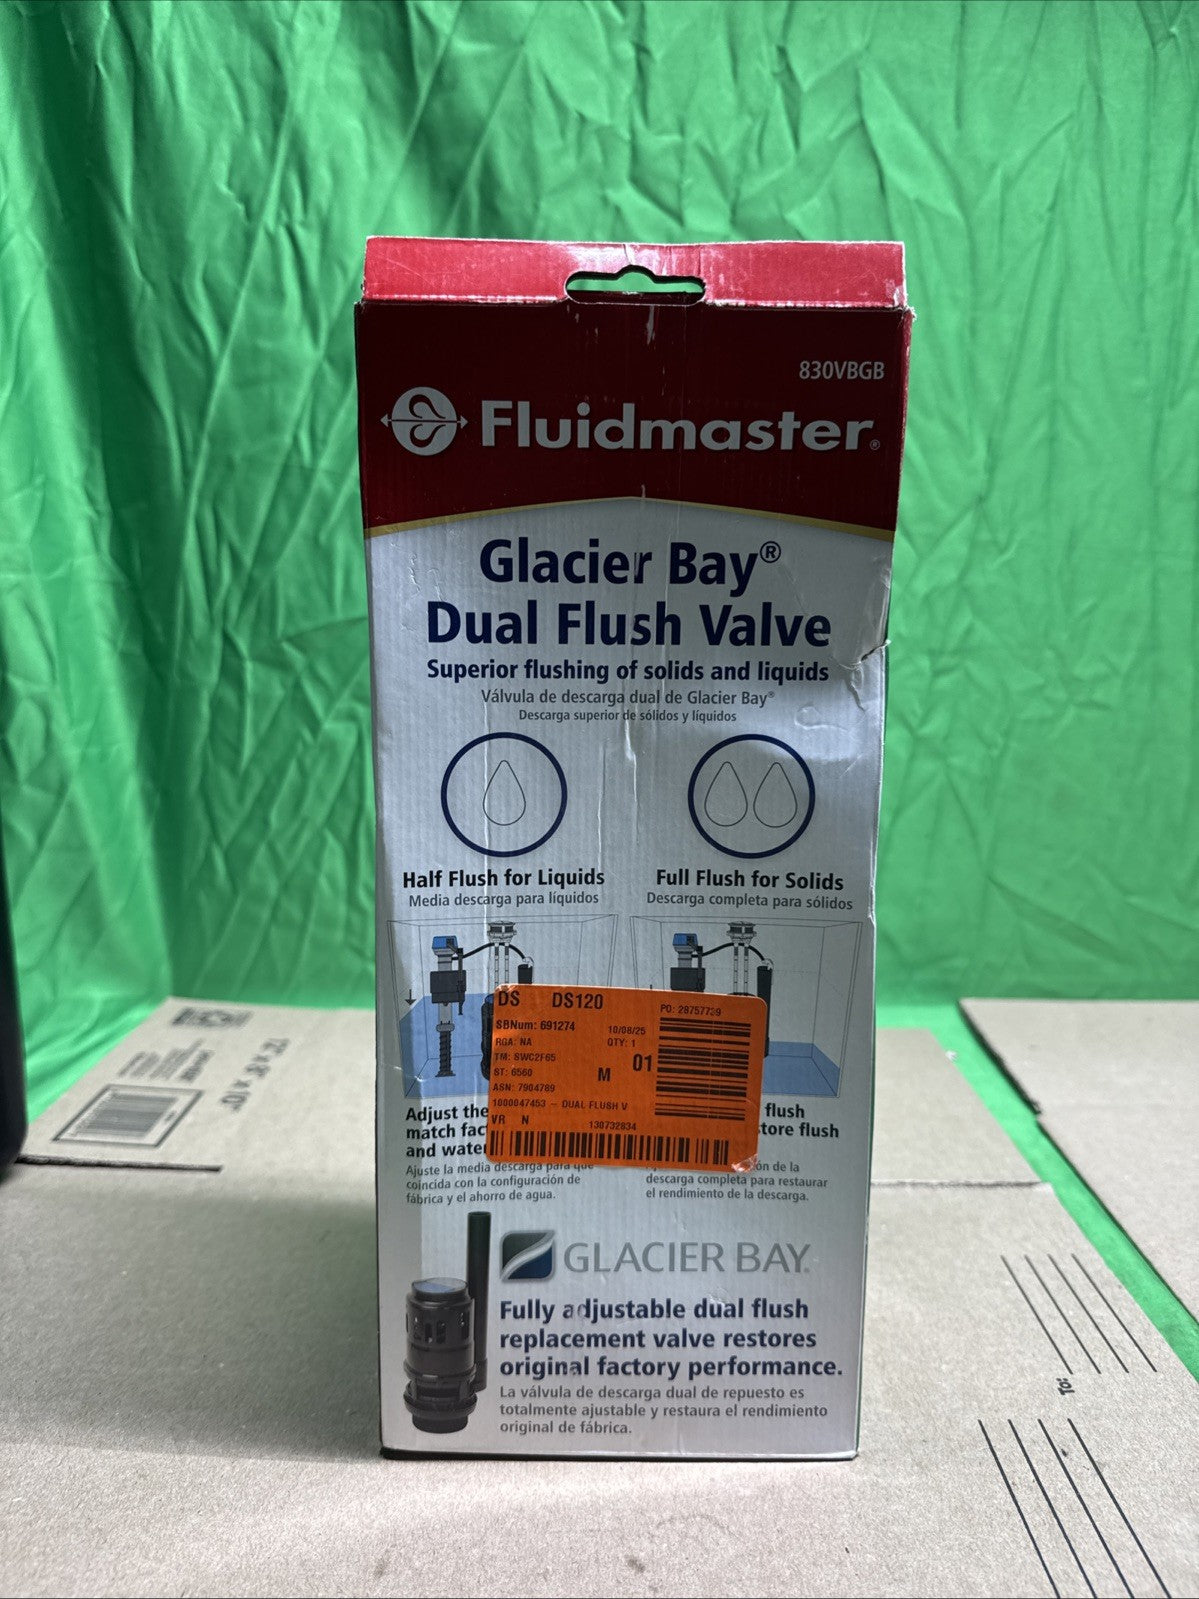 830VBGB
Fluidmaster®
Glacier Bay®
Dual Flush Valve
Superior flushing of solids and liquids
Válvula de descarga dual de Glacier Bay®
Descarga superior de sólidos y líquidos
Half Flush for Liquids
Media descarga para líquidos
Full Flush for Solids
Descarga completa para sólidos
DS DS120
PO: 28757739
SBNum: 691274 10/08/25
RGA: NA QTY: 1
TM: SWC2F65
ST: 6560 M 01
ASN: 7904789
1000047453 - DUAL FLUSH V
VR N 130732834
Adjust the
match fac
and water
Ajuste la media descarga para que
coincida con la configuración de
fábrica y el ahorro de agua.
flush
store flush
ón de la
descarga completa para restaurar
el rendimiento de la descarga.
GLACIER BAY®
Fully adjustable dual flush
replacement valve restores
original factory performance.
La válvula de descarga dual de repuesto es
totalmente ajustable y restaura el rendimiento
original de fábrica.
To: